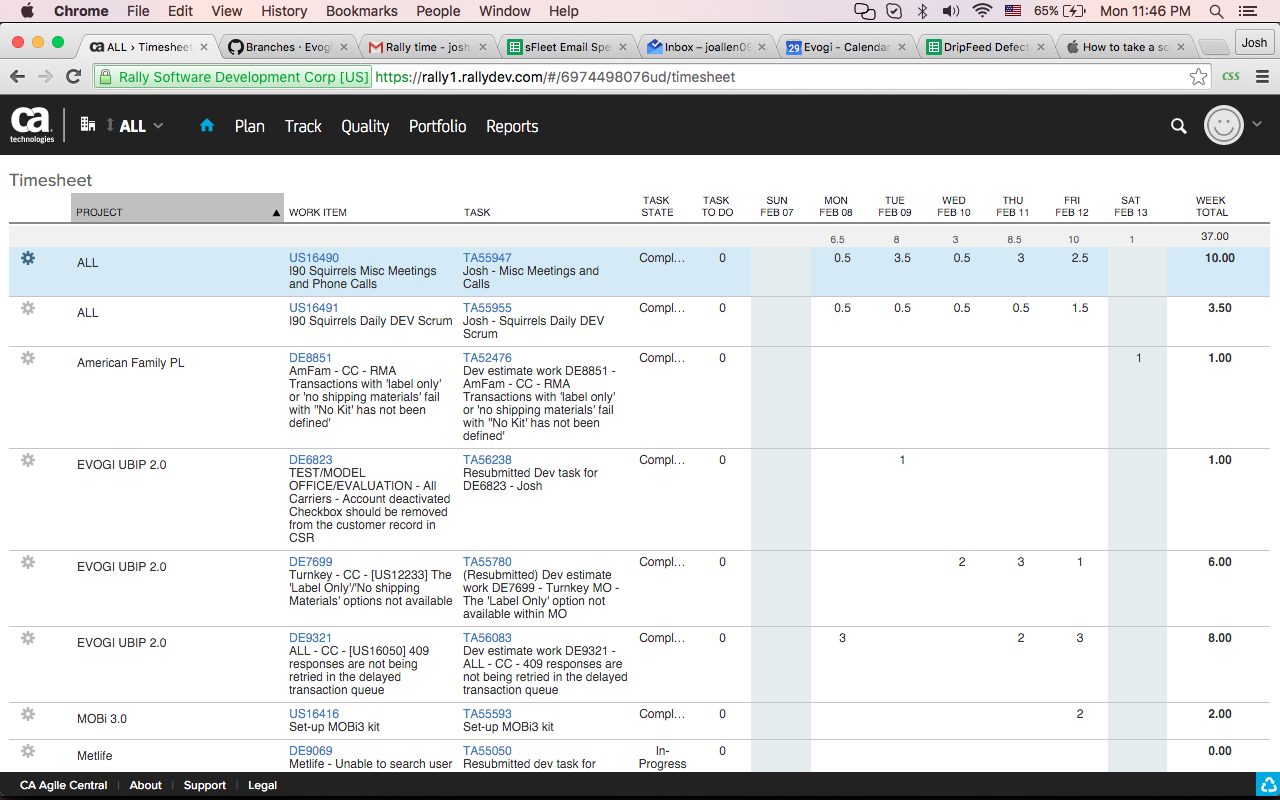 Chrome File Edit View History Bookmarks People Window Help 65% Mon 11:46 PM
ca ALL › Timesheet × Branches · Evogi × Rally time - josh. × sFleet Email Spe × Inbox – joallen09 × 29 Evogi - Calendar × DripFeed Defect × How to take a sc × Josh
Rally Software Development Corp [US] https://rally1.rallydev.com/#/6974498076ud/timesheet css
ca technologies ALL Plan Track Quality Portfolio Reports
Timesheet
PROJECT ▲ WORK ITEM TASK TASK STATE TASK TO DO SUN FEB 07 MON FEB 08 TUE FEB 09 WED FEB 10 THU FEB 11 FRI FEB 12 SAT FEB 13 WEEK TOTAL
6.5 8 3 8.5 10 1 37.00
ALL US16490 TA55947 Compl... 0 0.5 3.5 0.5 3 2.5 10.00
I90 Squirrels Misc Meetings Josh - Misc Meetings and
and Phone Calls Calls
ALL US16491 TA55955 Compl... 0 0.5 0.5 0.5 0.5 1.5 3.50
I90 Squirrels Daily DEV Scrum Josh - Squirrels Daily DEV
Scrum
American Family PL DE8851 TA52476 Compl... 0 1 1.00
AmFam - CC - RMA Dev estimate work DE8851 -
Transactions with 'label only' AmFam - CC - RMA
or 'no shipping materials' fail Transactions with 'label only'
with "No Kit' has not been or 'no shipping materials' fail
defined' with "No Kit' has not been
defined'
EVOGI UBIP 2.0 DE6823 TA56238 Compl... 0 1 1.00
TEST/MODEL Resubmitted Dev task for
OFFICE/EVALUATION - All DE6823 - Josh
Carriers - Account deactivated
Checkbox should be removed
from the customer record in
CSR
EVOGI UBIP 2.0 DE7699 TA55780 Compl... 0 2 3 1 6.00
Turnkey - CC - [US12233] The (Resubmitted) Dev estimate
'Label Only'/'No shipping work DE7699 - Turnkey MO -
Materials' options not available The 'Label Only' option not
available within MO
EVOGI UBIP 2.0 DE9321 TA56083 Compl... 0 3 2 3 8.00
ALL - CC - [US16050] 409 Dev estimate work DE9321 -
responses are not being ALL - CC - 409 responses are
retried in the delayed not being retried in the delayed
transaction queue transaction queue
MOBi 3.0 US16416 TA55593 Compl... 0 2 2.00
Set-up MOBi3 kit Set-up MOBi3 kit
Metlife DE9069 TA55050 In-Progress 0 0.00
Metlife - Unable to search user Resubmitted dev task for
CA Agile Central About Support Legal